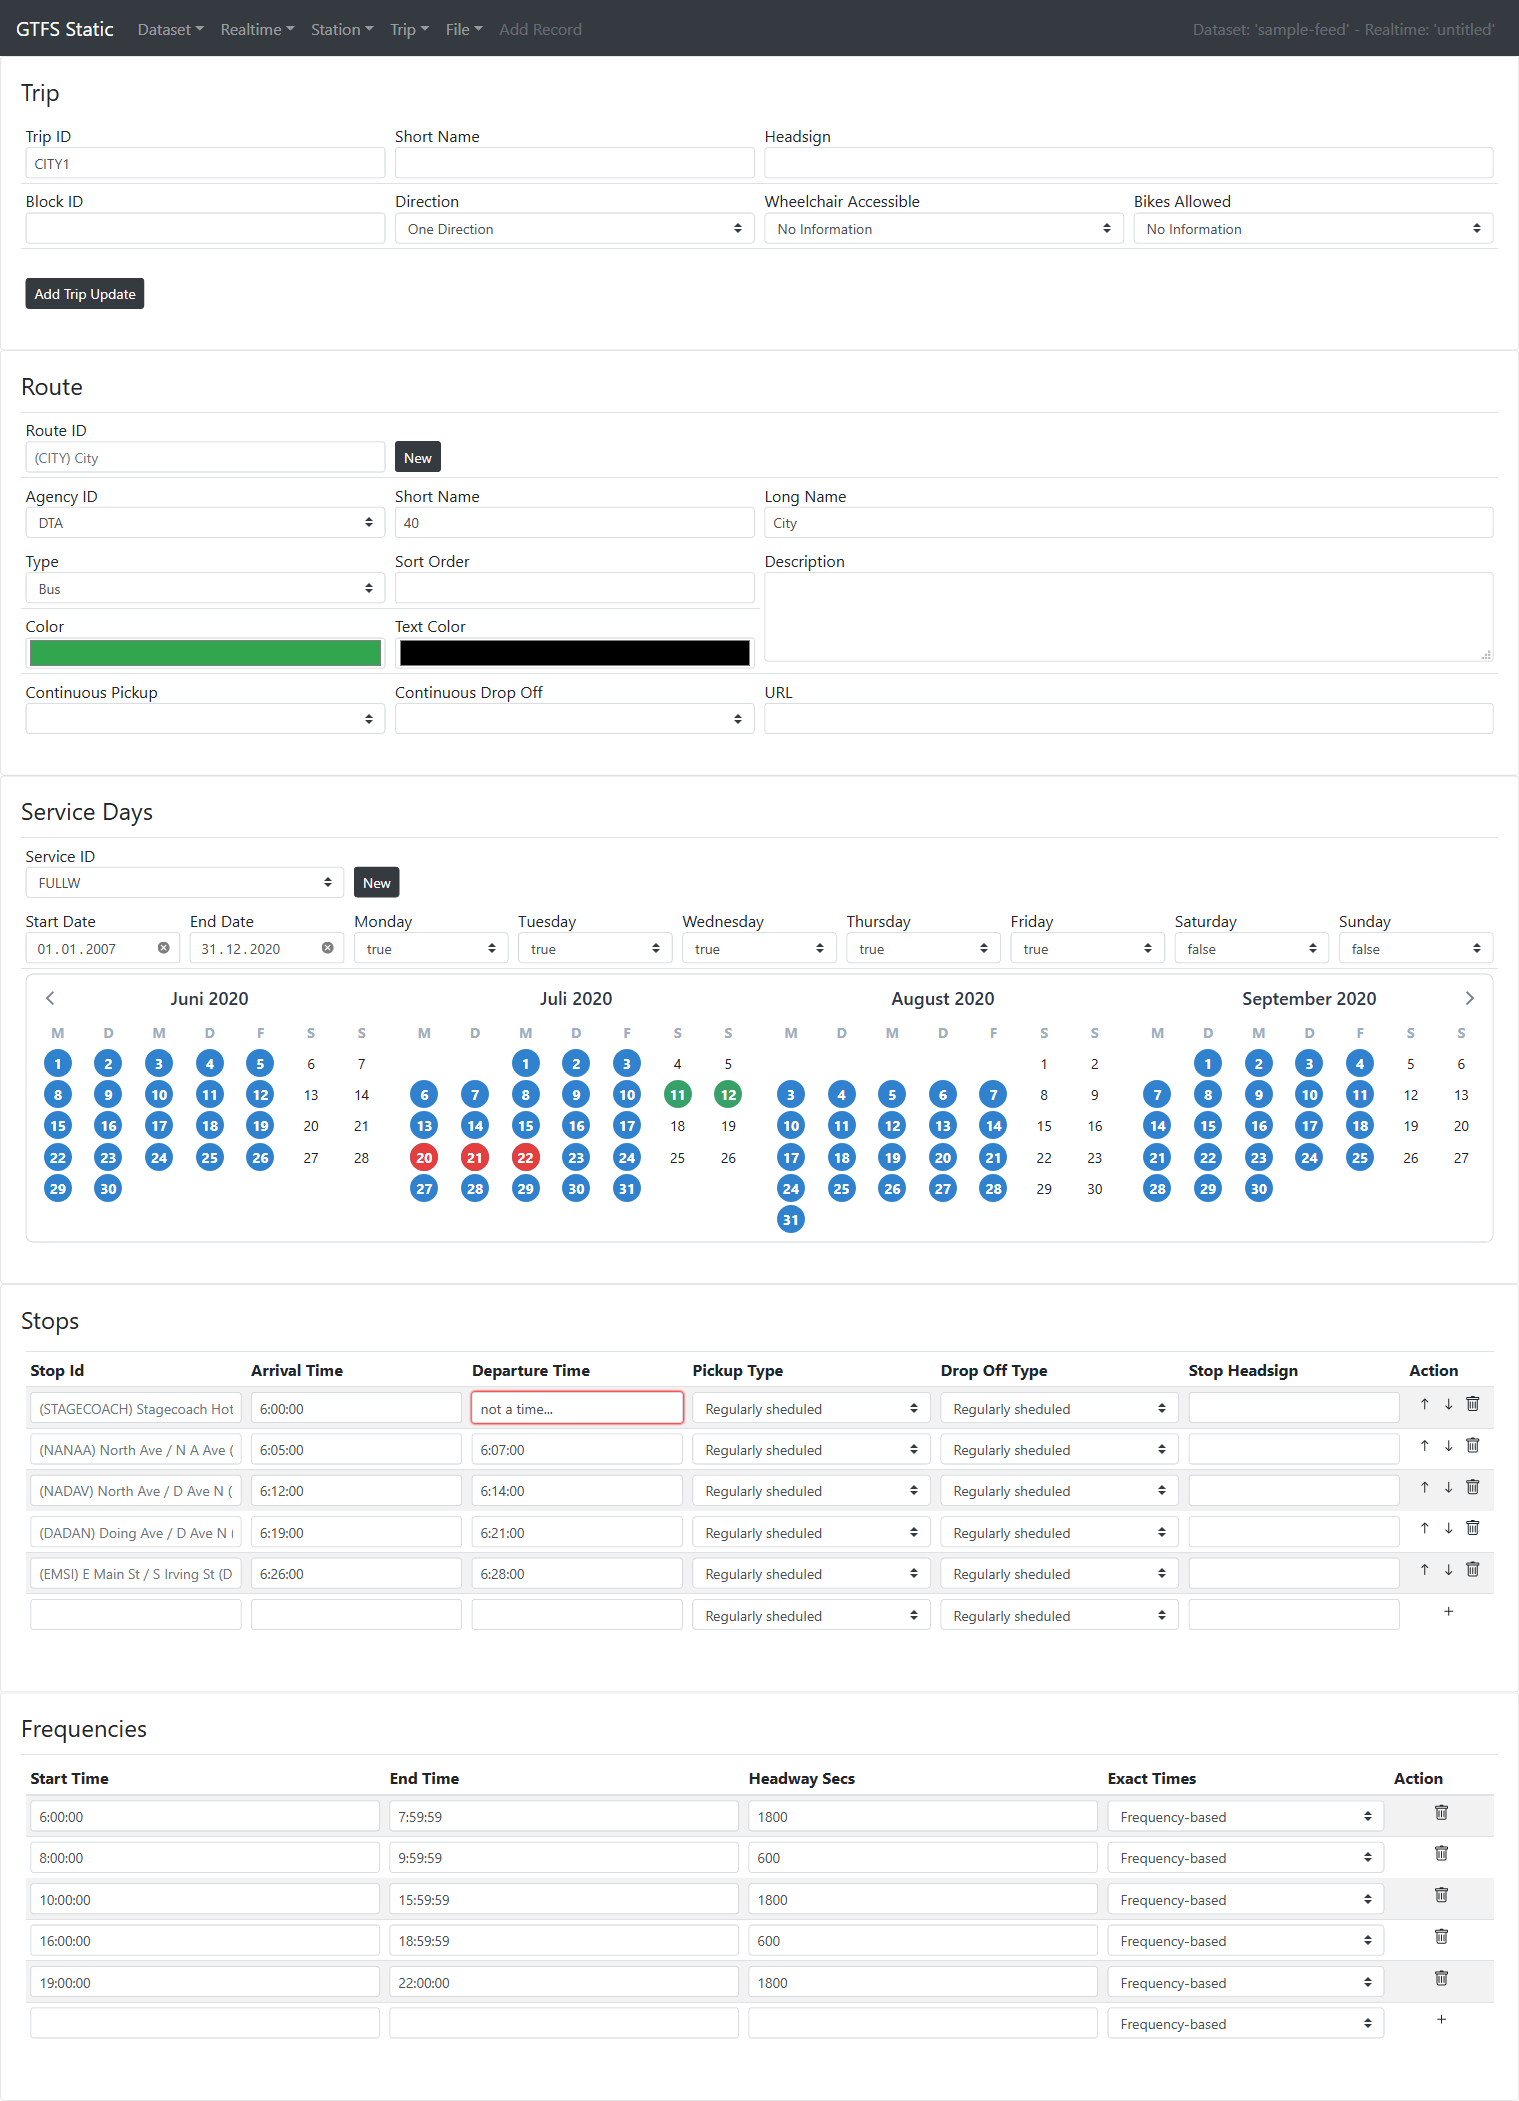 GTFS Static Dataset Realtime Station Trip File Add Record Dataset: 'sample-feed' - Realtime: 'untitled'
Trip
Trip ID Short Name Headsign
CITY1
Block ID Direction Wheelchair Accessible Bikes Allowed
One Direction No Information No Information
Add Trip Update
Route
Route ID
(CITY) City New
Agency ID Short Name Long Name
DTA 40 City
Type Sort Order Description
Bus
Color Text Color
Continuous Pickup Continuous Drop Off URL
Service Days
Service ID
FULLW New
Start Date End Date Monday Tuesday Wednesday Thursday Friday Saturday Sunday
01.01.2007 31.12.2020 true true true true true false false
Juni 2020 Juli 2020 August 2020 September 2020
M D M D F S S M D M D F S S M D M D F S S M D M D F S S
1 2 3 4 5 6 7 1 2 3 4 5 1 2 1 2 3 4 5 6
8 9 10 11 12 13 14 6 7 8 9 10 11 12 3 4 5 6 7 8 9 7 8 9 10 11 12 13
15 16 17 18 19 20 21 13 14 15 16 17 18 19 10 11 12 13 14 15 16 14 15 16 17 18 19 20
22 23 24 25 26 27 28 20 21 22 23 24 25 26 17 18 19 20 21 22 23 21 22 23 24 25 26 27
29 30 27 28 29 30 31 24 25 26 27 28 29 30 28 29 30
31
Stops
Stop Id Arrival Time Departure Time Pickup Type Drop Off Type Stop Headsign Action
(STAGECOACH) Stagecoach Hot 6:00:00 not a time... Regularly sheduled Regularly sheduled
(NANAA) North Ave / N A Ave ( 6:05:00 6:07:00 Regularly sheduled Regularly sheduled
(NADAV) North Ave / D Ave N ( 6:12:00 6:14:00 Regularly sheduled Regularly sheduled
(DADAN) Doing Ave / D Ave N ( 6:19:00 6:21:00 Regularly sheduled Regularly sheduled
(EMSI) E Main St / S Irving St (D 6:26:00 6:28:00 Regularly sheduled Regularly sheduled
Regularly sheduled Regularly sheduled
Frequencies
Start Time End Time Headway Secs Exact Times Action
6:00:00 7:59:59 1800 Frequency-based
8:00:00 9:59:59 600 Frequency-based
10:00:00 15:59:59 1800 Frequency-based
16:00:00 18:59:59 600 Frequency-based
19:00:00 22:00:00 1800 Frequency-based
Frequency-based